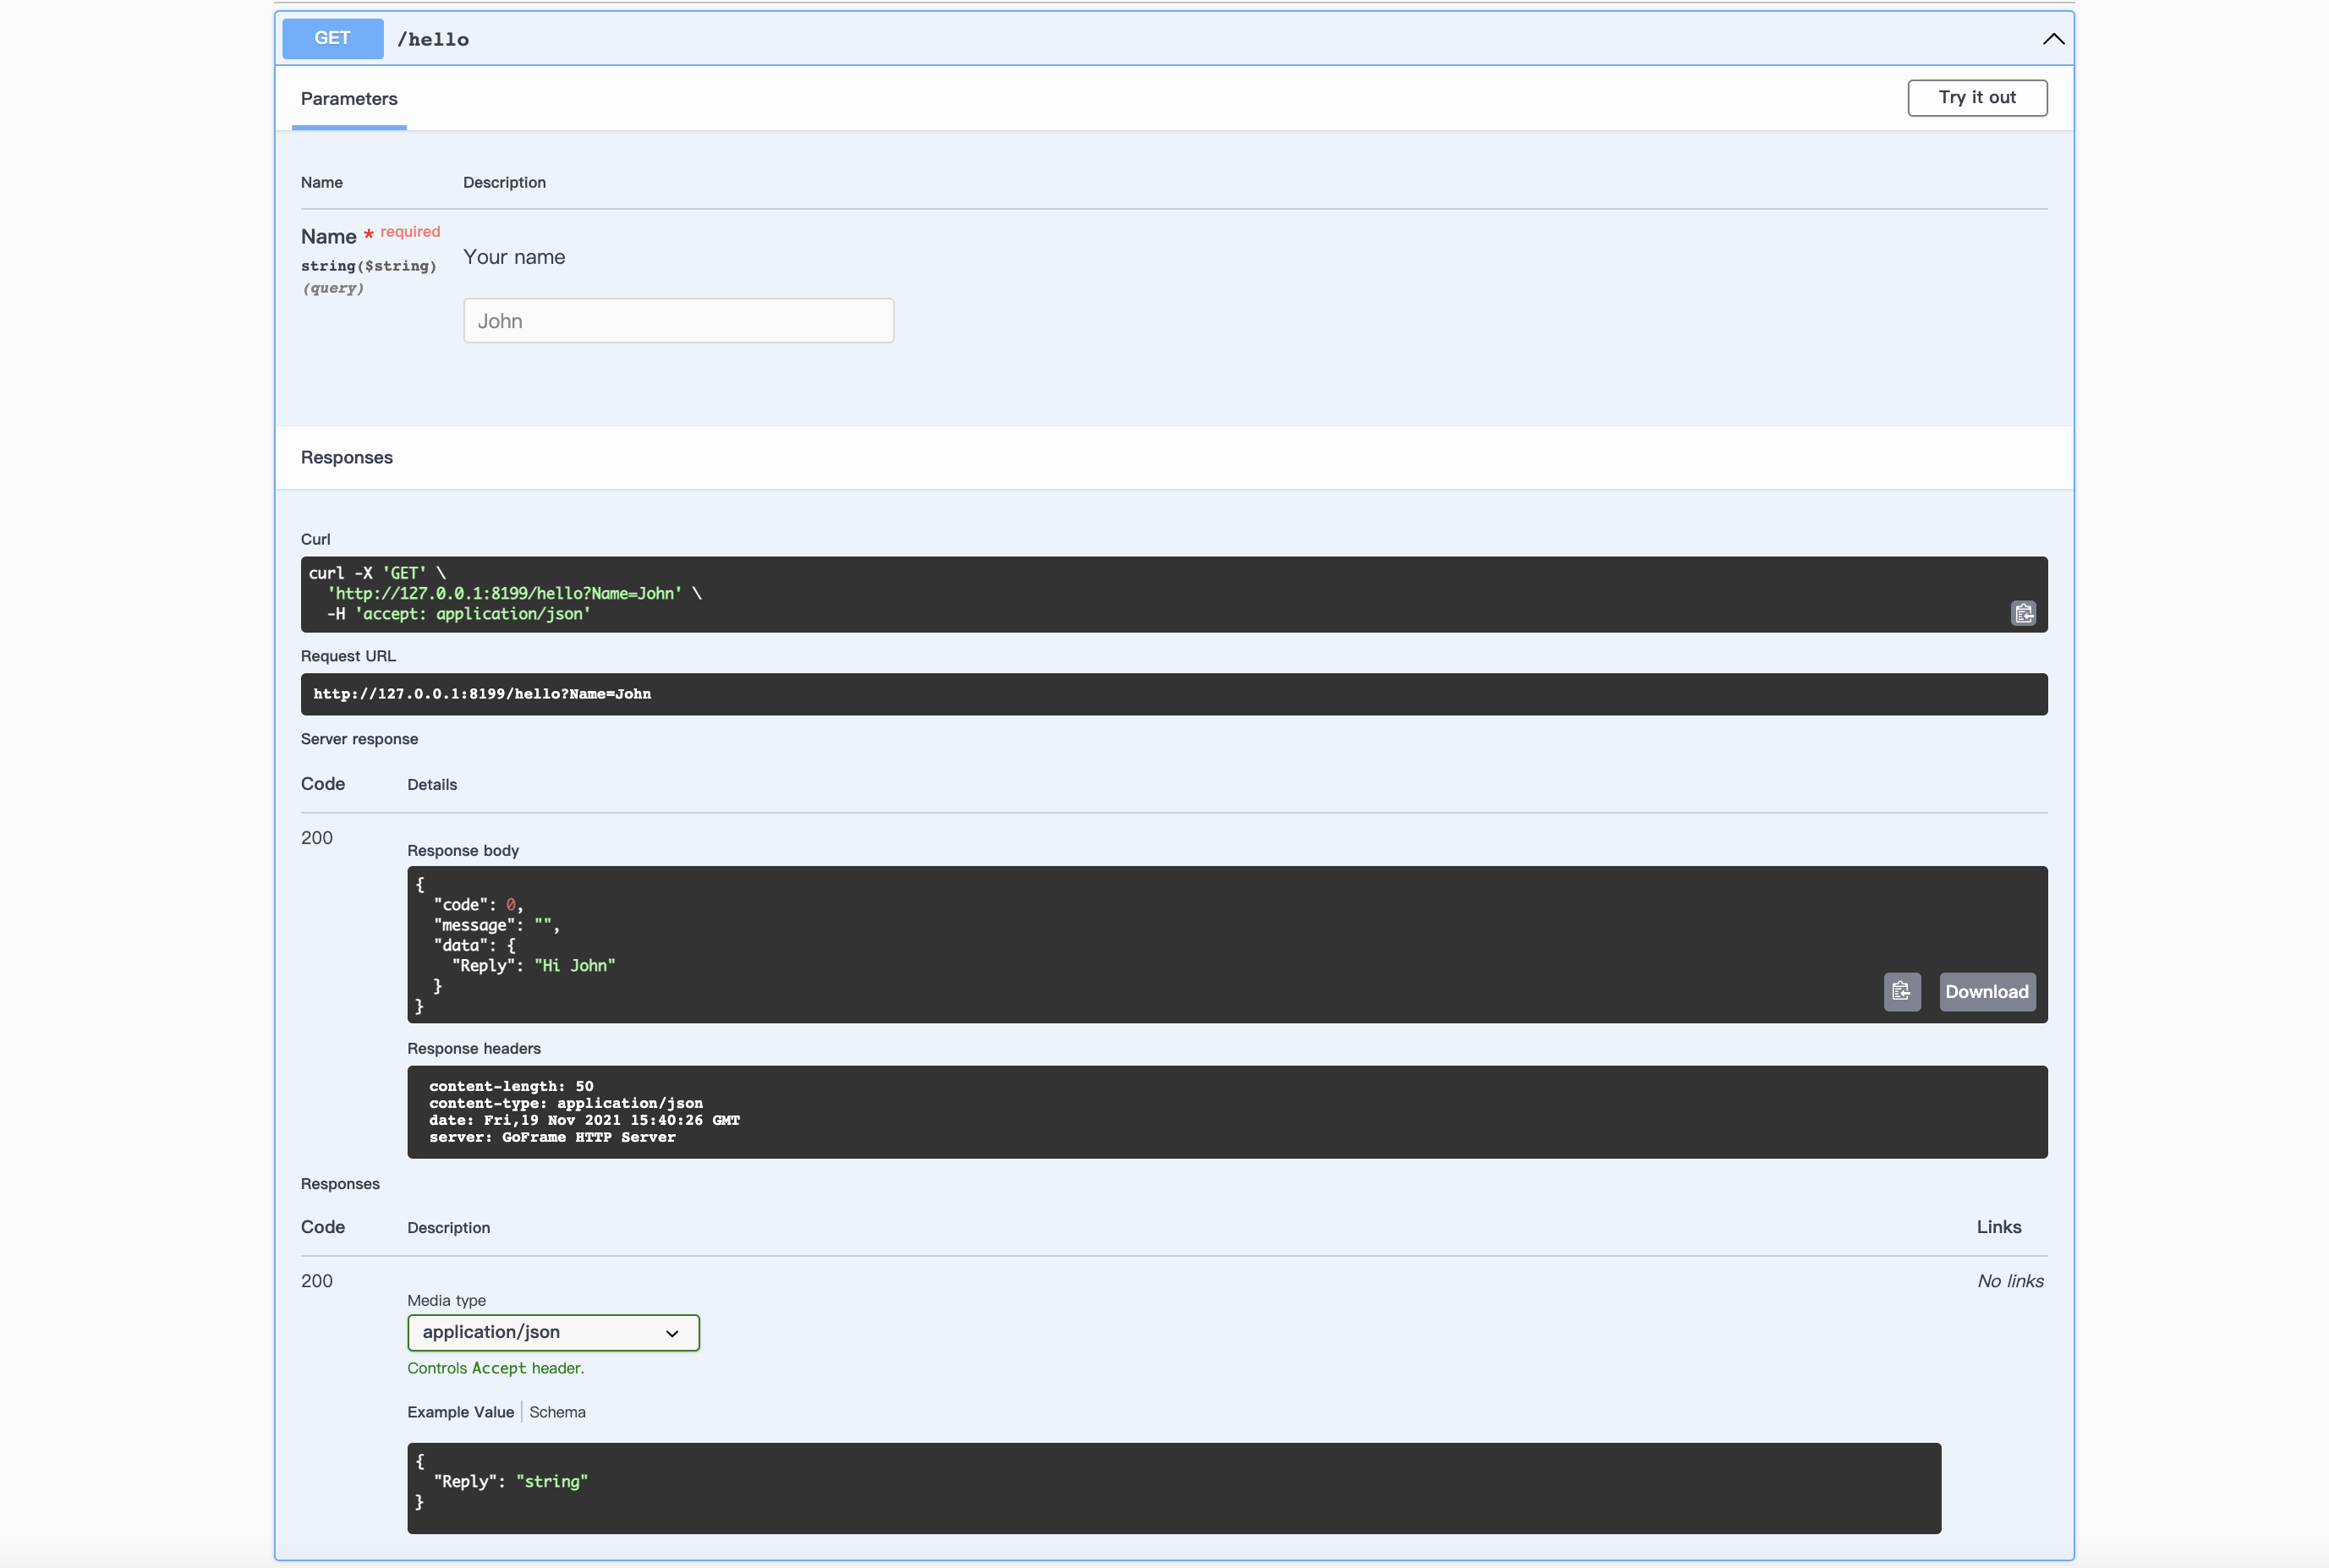 GET /hello
Parameters
Try it out
Name Description
Name * required
string($string)
(query)
Your name
John
Responses
Curl
curl -X 'GET' \
  'http://127.0.0.1:8199/hello?Name=John' \
  -H 'accept: application/json'
Request URL
http://127.0.0.1:8199/hello?Name=John
Server response
Code Details
200
Response body
{
  "code": 0,
  "message": "",
  "data": {
    "Reply": "Hi John"
  }
}
Download
Response headers
content-length: 50
content-type: application/json
date: Fri,19 Nov 2021 15:40:26 GMT
server: GoFrame HTTP Server
Responses
Code Description Links
200 No links
Media type
application/json
Controls Accept header.
Example Value Schema
{
  "Reply": "string"
}